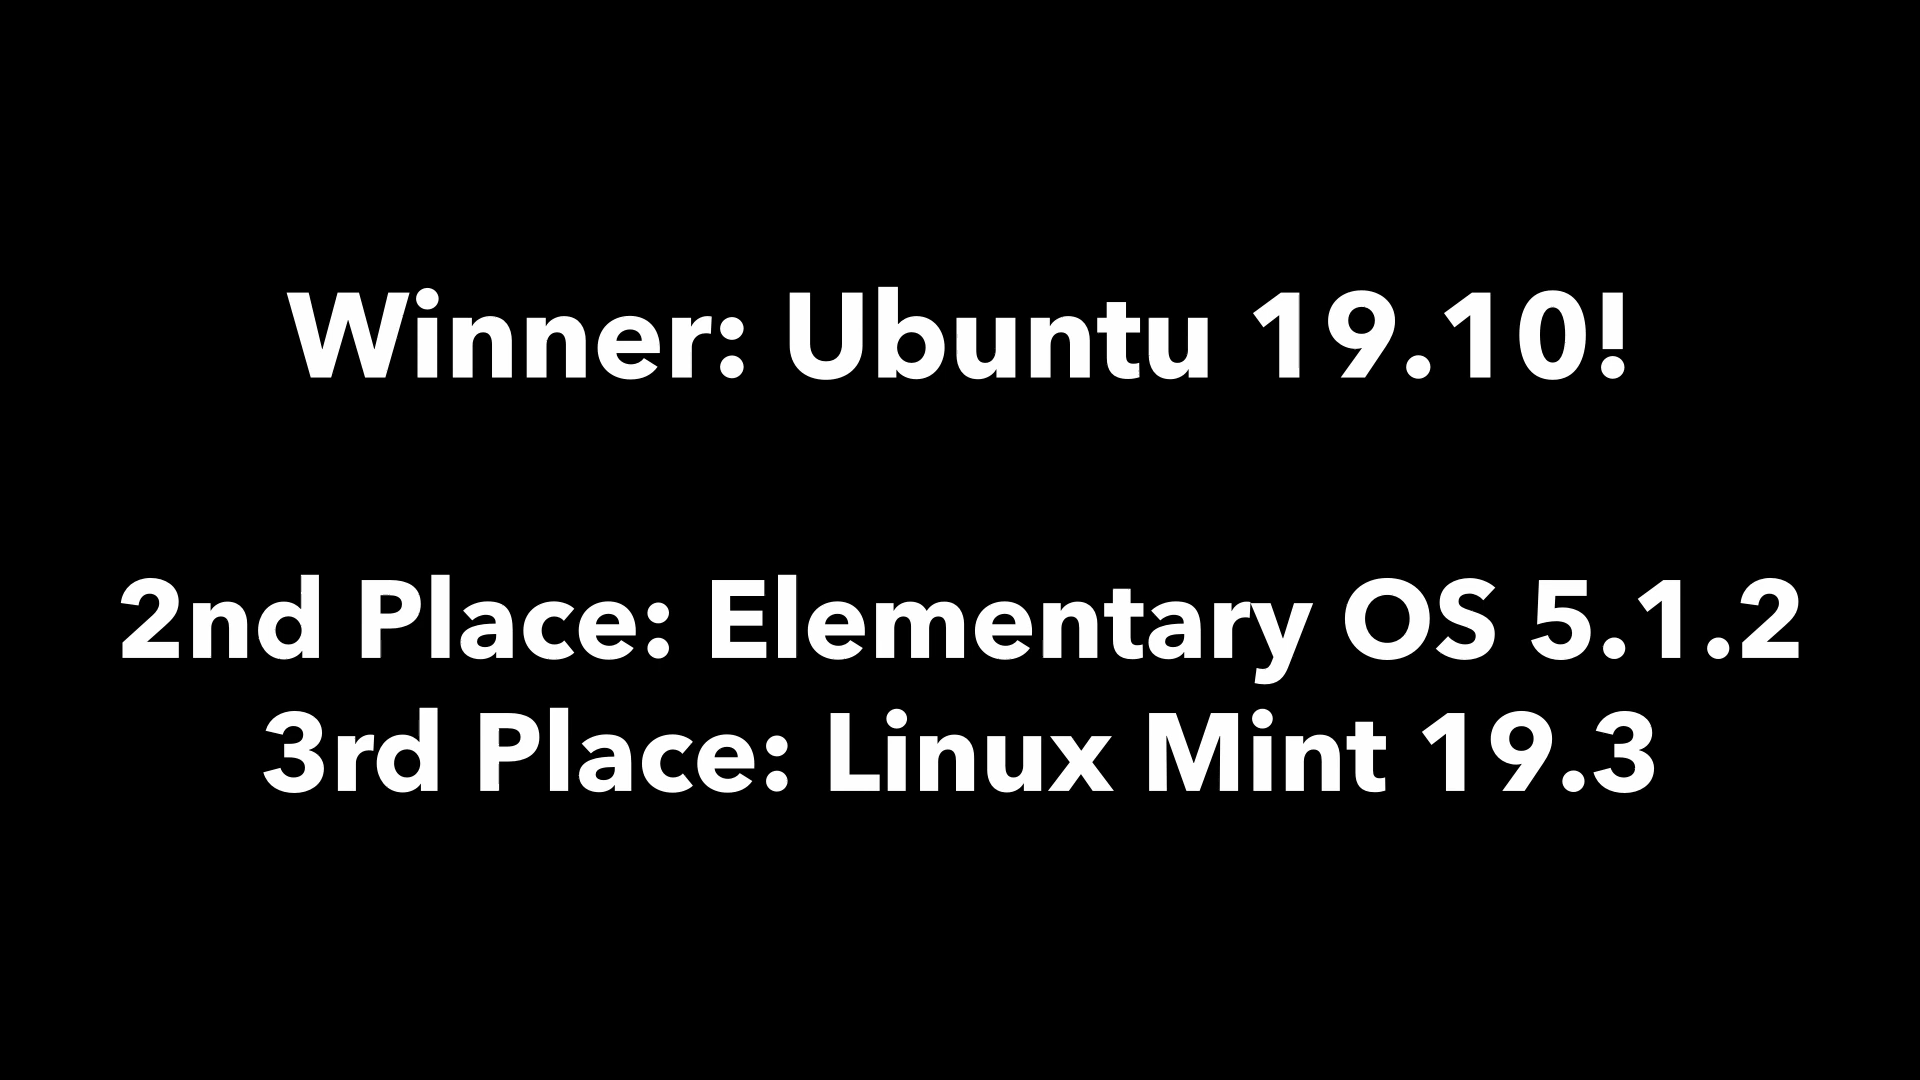 Winner: Ubuntu 19.10!
2nd Place: Elementary OS 5.1.2
3rd Place: Linux Mint 19.3